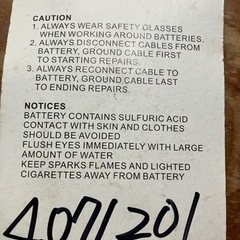 CAUTION
1. ALWAYS WEAR SAFETY GLASSES
WHEN WORKING AROUND BATTERIES.
2. ALWAYS DISCONNECT CABLES FROM
BATTERY, GROUND CABLE FIRST
TO STARTING REPAIRS.
3. ALWAYS RECONNECT CABLE TO
BATTERY, GROUND CABLE LAST
TO ENDING REPAIRS.
NOTICES
BATTERY CONTAINS SULFURIC ACID
CONTACT WITH SKIN AND CLOTHES
SHOULD BE AVOIDED
FLUSH EYES IMMEDIATELY WITH LARGE
AMOUNT OF WATER
KEEP SPARKS FLAMES AND LIGHTED
CIGARETTES AWAY FROM BATTERY
4071201